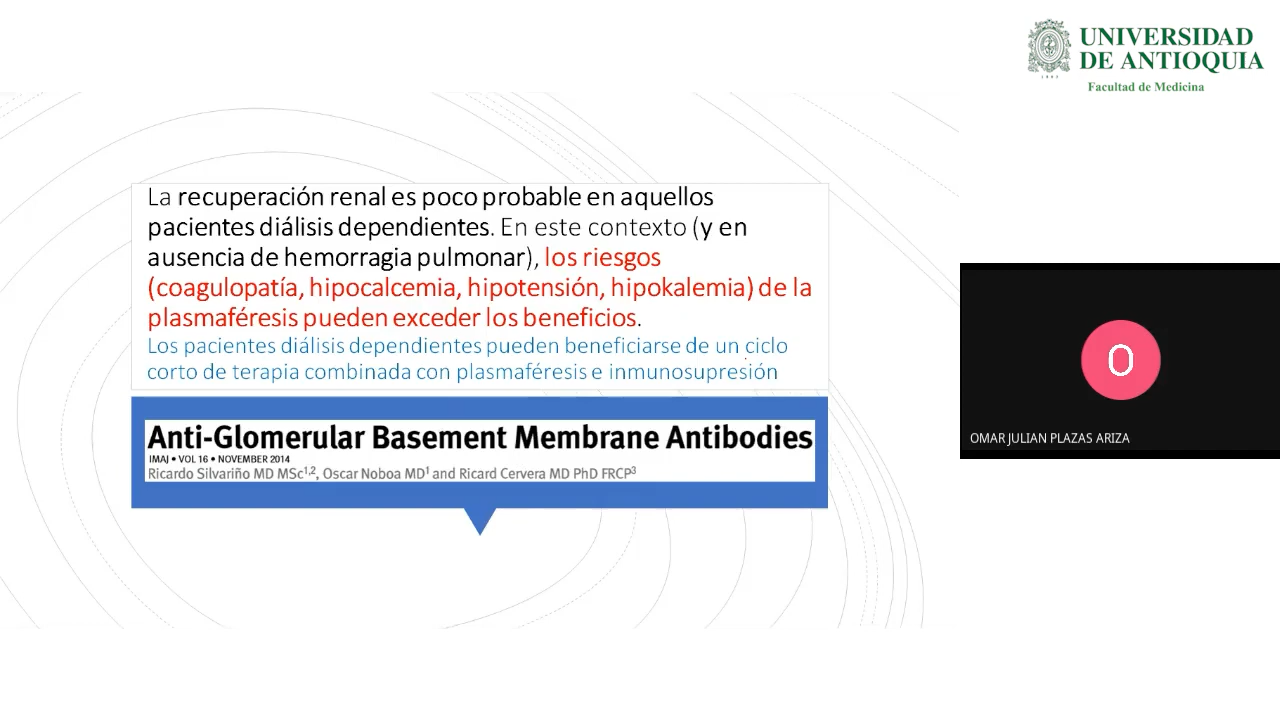 UNIVERSIDAD
DE ANTIOQUIA
1803
Facultad de Medicina
La recuperación renal es poco probable en aquellos
pacientes diálisis dependientes. En este contexto (y en
ausencia de hemorragia pulmonar), los riesgos
(coagulopatía, hipocalcemia, hipotensión, hipokalemia) de la
plasmaféresis pueden exceder los beneficios.
Los pacientes diálisis dependientes pueden beneficiarse de un ciclo
corto de terapia combinada con plasmaféresis e inmunosupresión
Anti-Glomerular Basement Membrane Antibodies
IMAJ • VOL 16 • NOVEMBER 2014
Ricardo Silvariño MD MSc1,2, Oscar Noboa MD1 and Ricard Cervera MD PhD FRCP3
O
OMAR JULIAN PLAZAS ARIZA